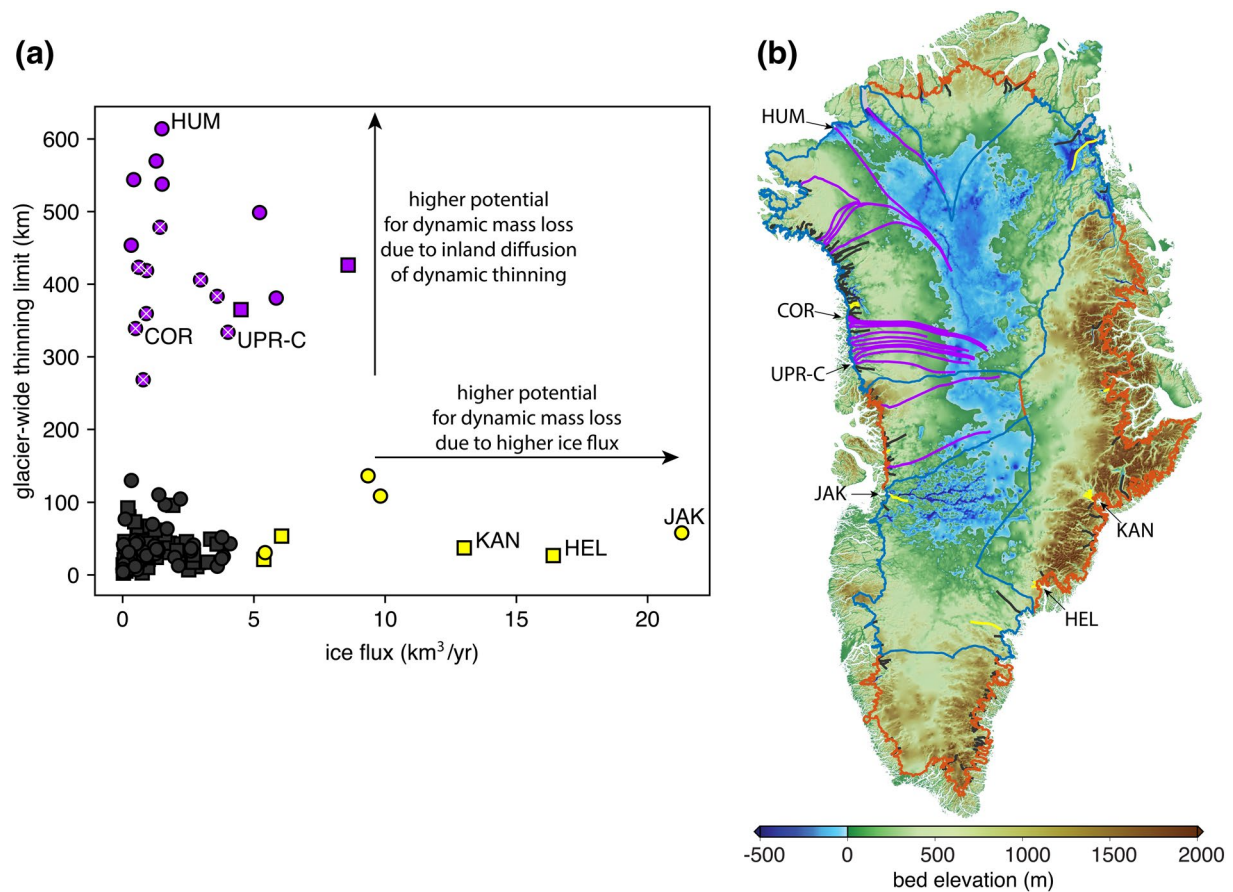 (a)
glacier-wide thinning limit (km)
600
500
400
300
200
100
0
HUM
COR
UPR-C
higher potential
for dynamic mass loss
due to inland diffusion
of dynamic thinning
higher potential
for dynamic mass loss
due to higher ice flux
KAN
HEL
JAK
0
5
10
15
20
ice flux (km³/yr)
(b)
HUM
COR
UPR-C
JAK
KAN
HEL
-500
0
500
1000
1500
2000
bed elevation (m)